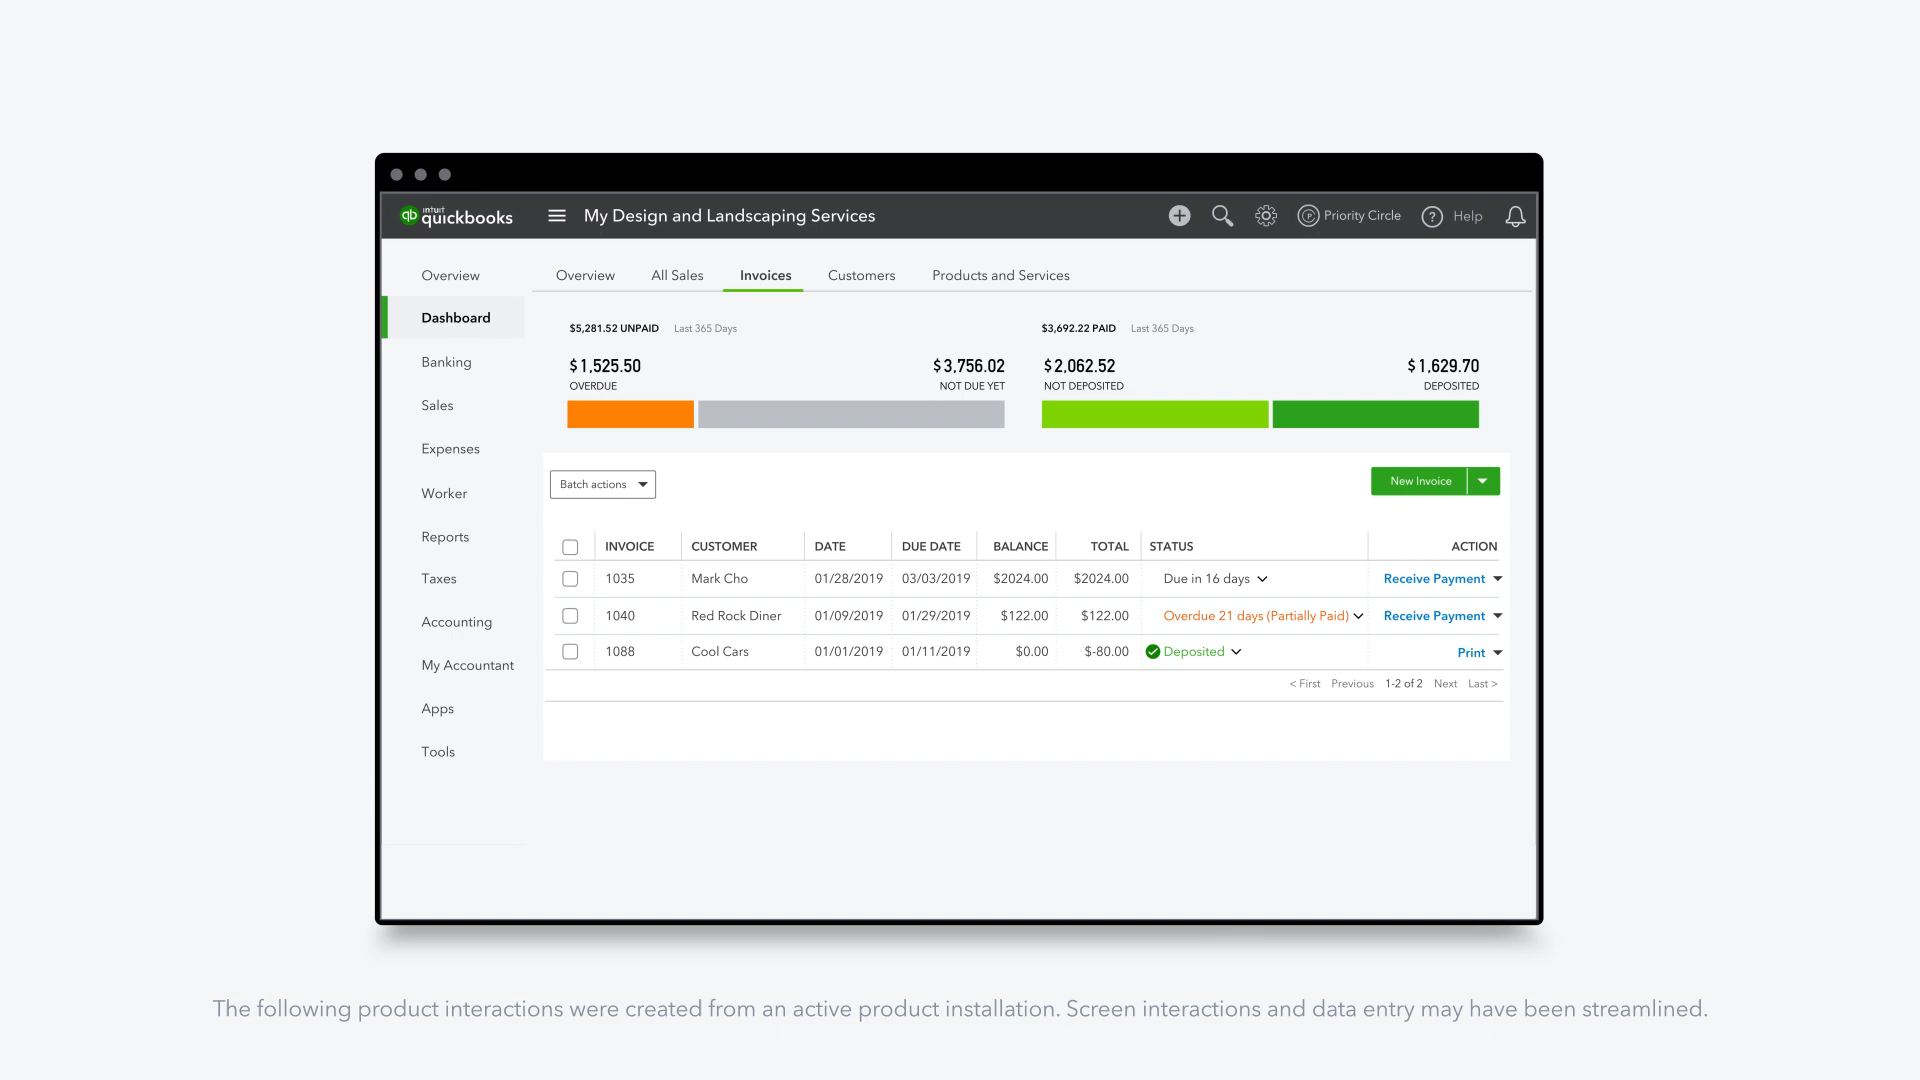 intuit
quickbooks
My Design and Landscaping Services
Priority Circle
Help
Overview
Dashboard
Banking
Sales
Expenses
Worker
Reports
Taxes
Accounting
My Accountant
Apps
Tools
Overview All Sales Invoices Customers Products and Services
$5,281.52 UNPAID Last 365 Days
$1,525.50 $3,756.02
OVERDUE NOT DUE YET
$3,692.22 PAID Last 365 Days
$2,062.52 $1,629.70
NOT DEPOSITED DEPOSITED
Batch actions
New Invoice
INVOICE CUSTOMER DATE DUE DATE BALANCE TOTAL STATUS ACTION
1035 Mark Cho 01/28/2019 03/03/2019 $2024.00 $2024.00 Due in 16 days Receive Payment
1040 Red Rock Diner 01/09/2019 01/29/2019 $122.00 $122.00 Overdue 21 days (Partially Paid) Receive Payment
1088 Cool Cars 01/01/2019 01/11/2019 $0.00 $-80.00 Deposited Print
< First Previous 1-2 of 2 Next Last >
The following product interactions were created from an active product installation. Screen interactions and data entry may have been streamlined.